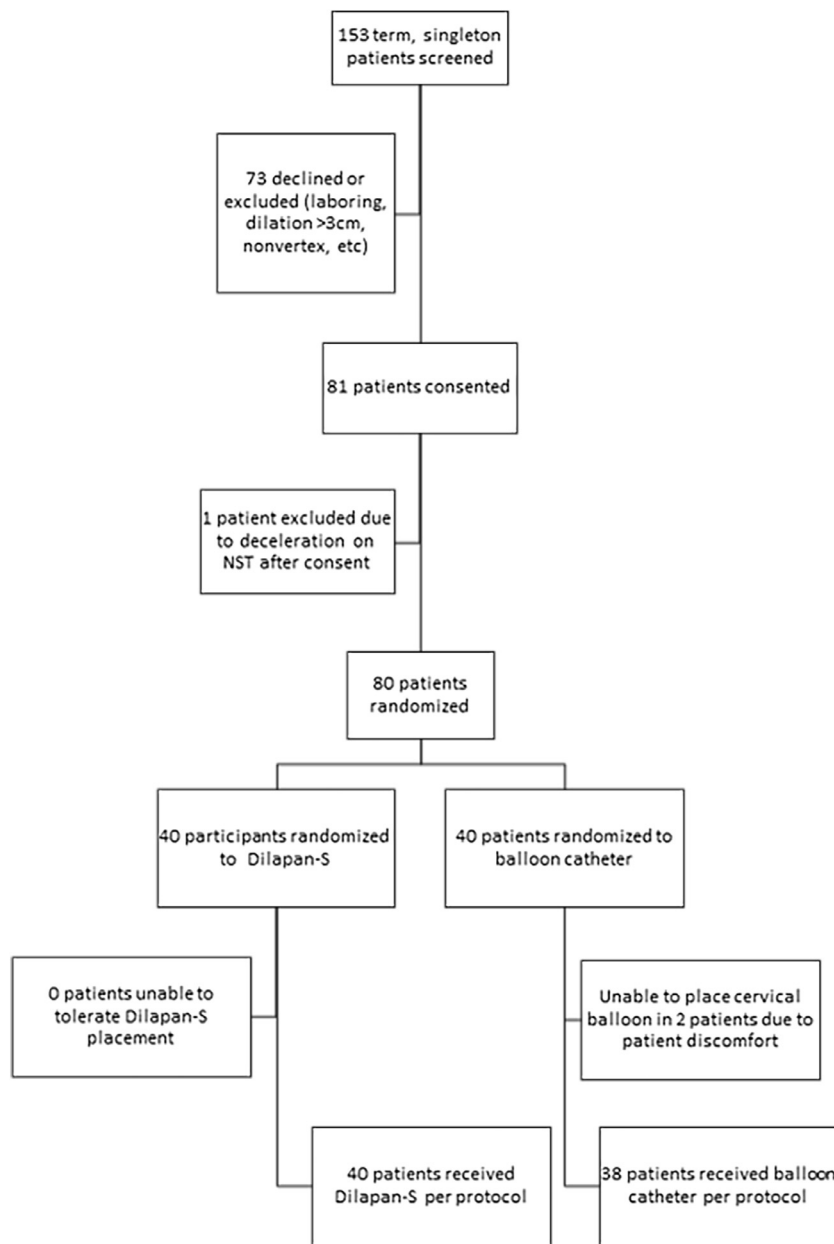 153 term, singleton
patients screened
73 declined or
excluded (laboring,
dilation >3cm,
nonvertex, etc)
81 patients consented
1 patient excluded due
to deceleration on
NST after consent
80 patients
randomized
40 participants randomized
to Dilapan-S
40 patients randomized to
balloon catheter
0 patients unable to
tolerate Dilapan-S
placement
Unable to place cervical
balloon in 2 patients due to
patient discomfort
40 patients received
Dilapan-S per protocol
38 patients received balloon
catheter per protocol